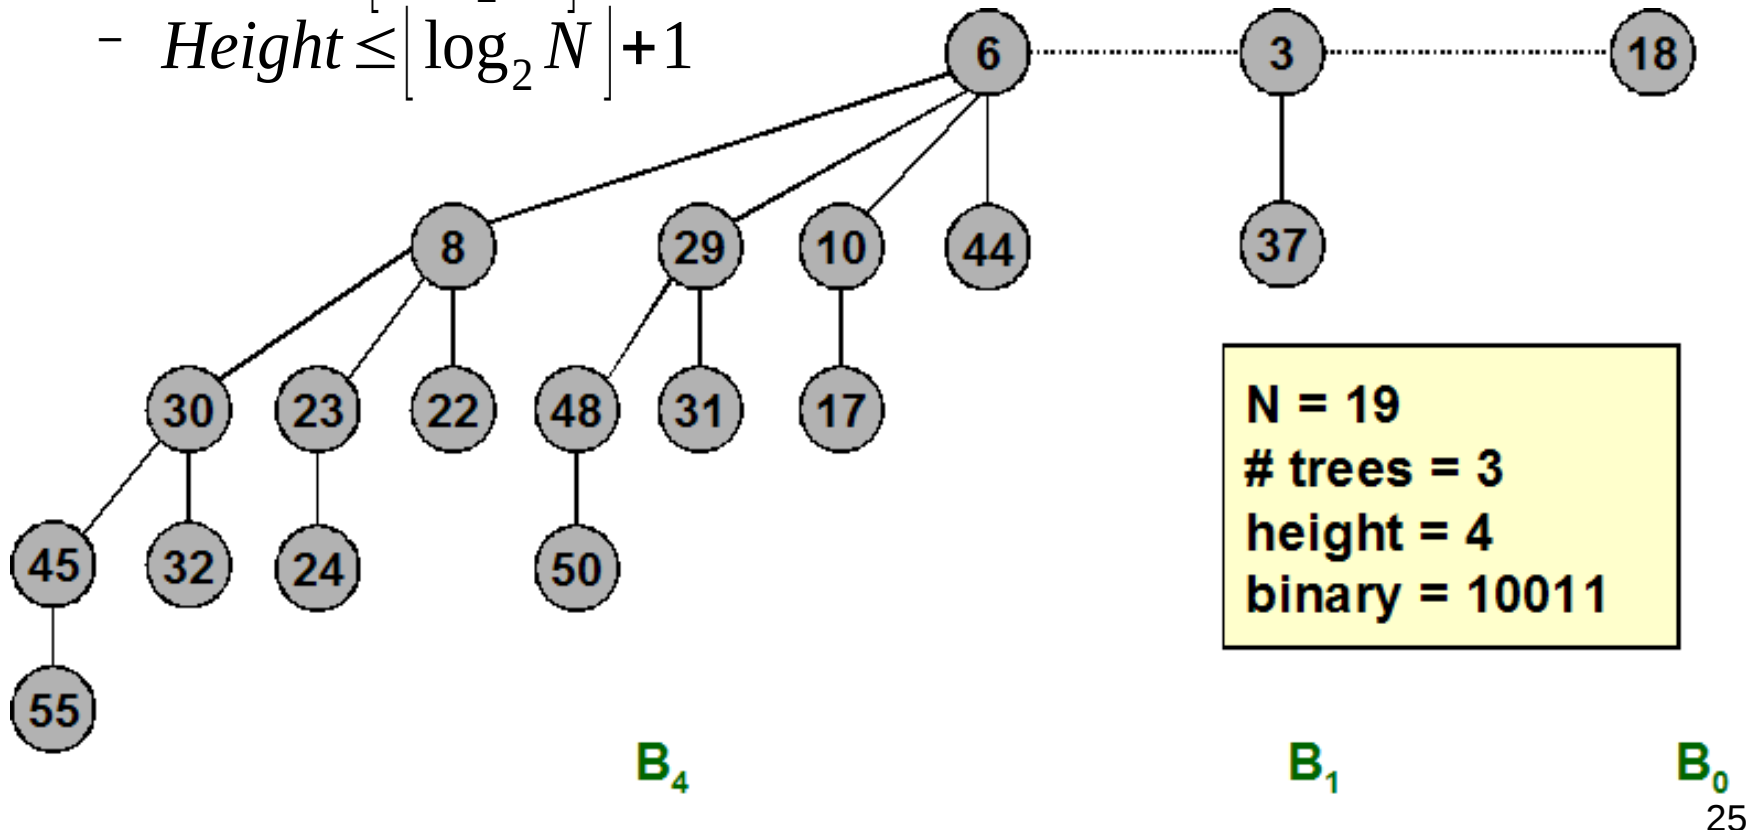 – Height ≤ ⌊log₂ N⌋+1
6 3 18
8 29 10 44 37
30 23 22 48 31 17
45 32 24 50
55
N = 19
# trees = 3
height = 4
binary = 10011
B₄ B₁ B₀
25